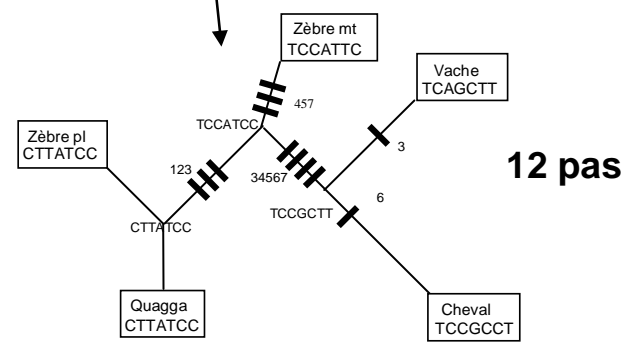 Zèbre mt
TCCATTC
457
Vache
TCAGCTT
TCCATCC
3
Zèbre pl
CTTATCC
12 pas
123
34567
6
TCCGCTT
CTTATCC
Quagga
CTTATCC
Cheval
TCCGCCT